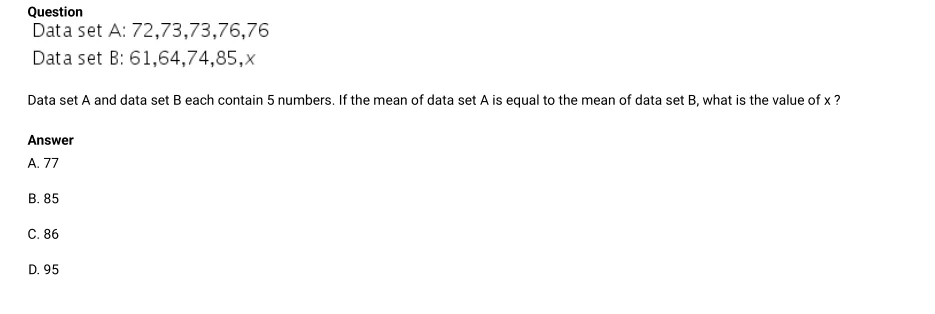 Question
Data set A: 72,73,73,76,76
Data set B: 61,64,74,85,x
Data set A and data set B each contain 5 numbers. If the mean of data set A is equal to the mean of data set B, what is the value of x ?
Answer
A. 77
B. 85
C. 86
D. 95